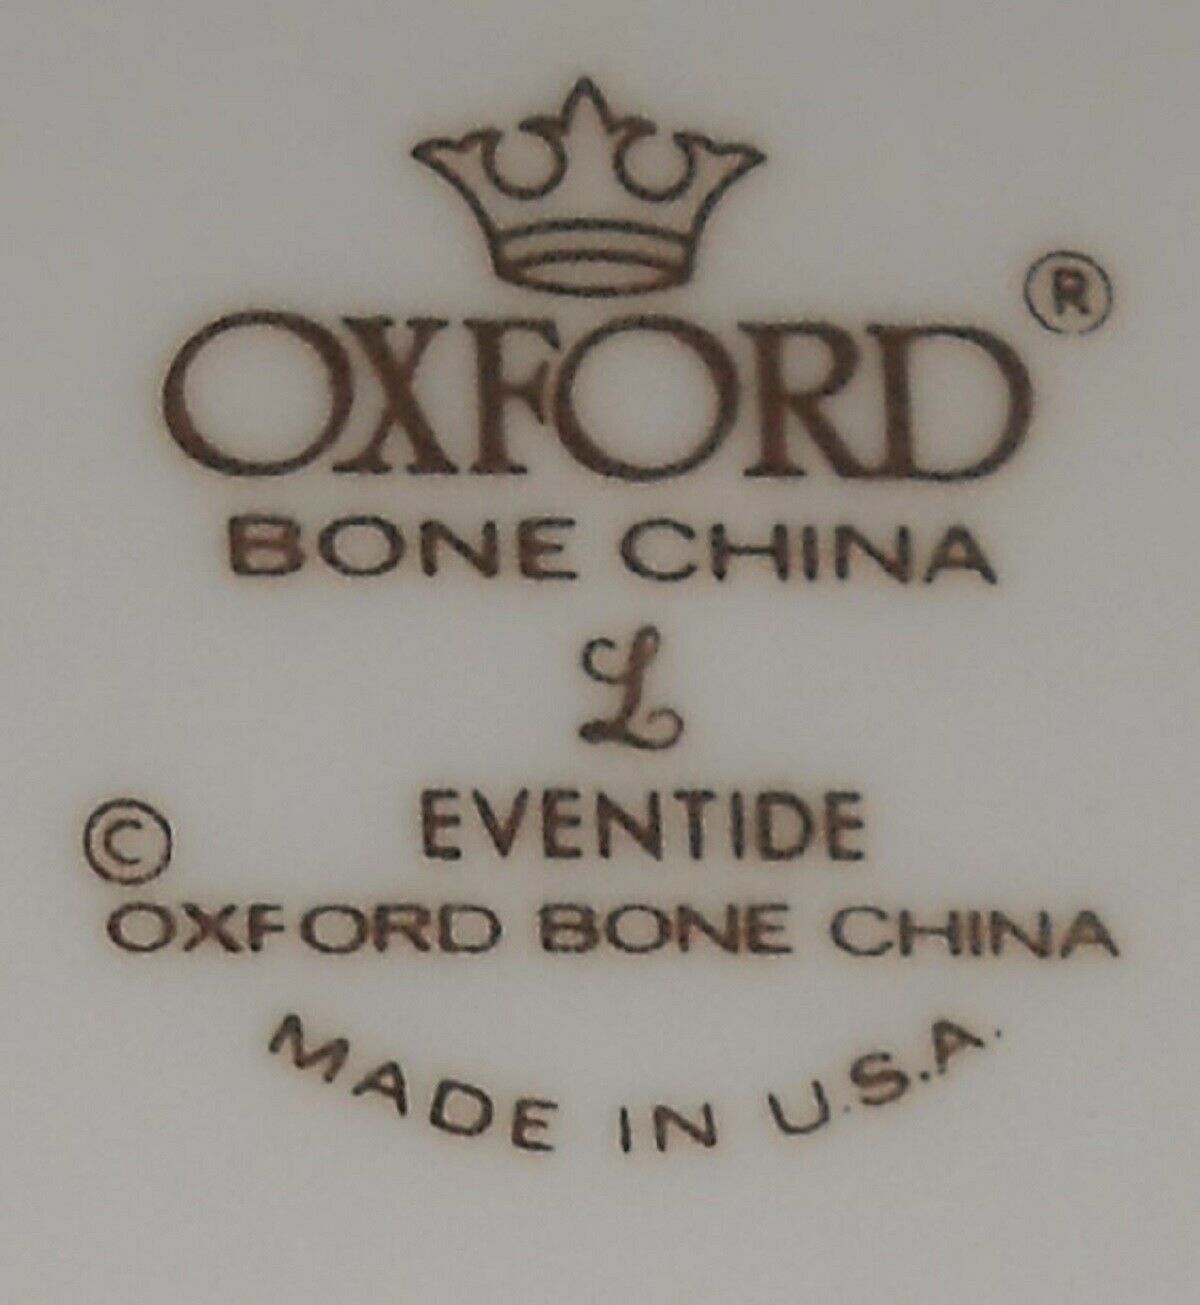 OXFORD ®
BONE CHINA
L
EVENTIDE
© OXFORD BONE CHINA
MADE IN U.S.A.